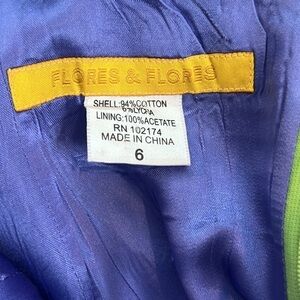 FLORES & FLORES
SHELL:94%COTTON
6%LYCRA
LINING:100%ACETATE
RN 102174
MADE IN CHINA
6